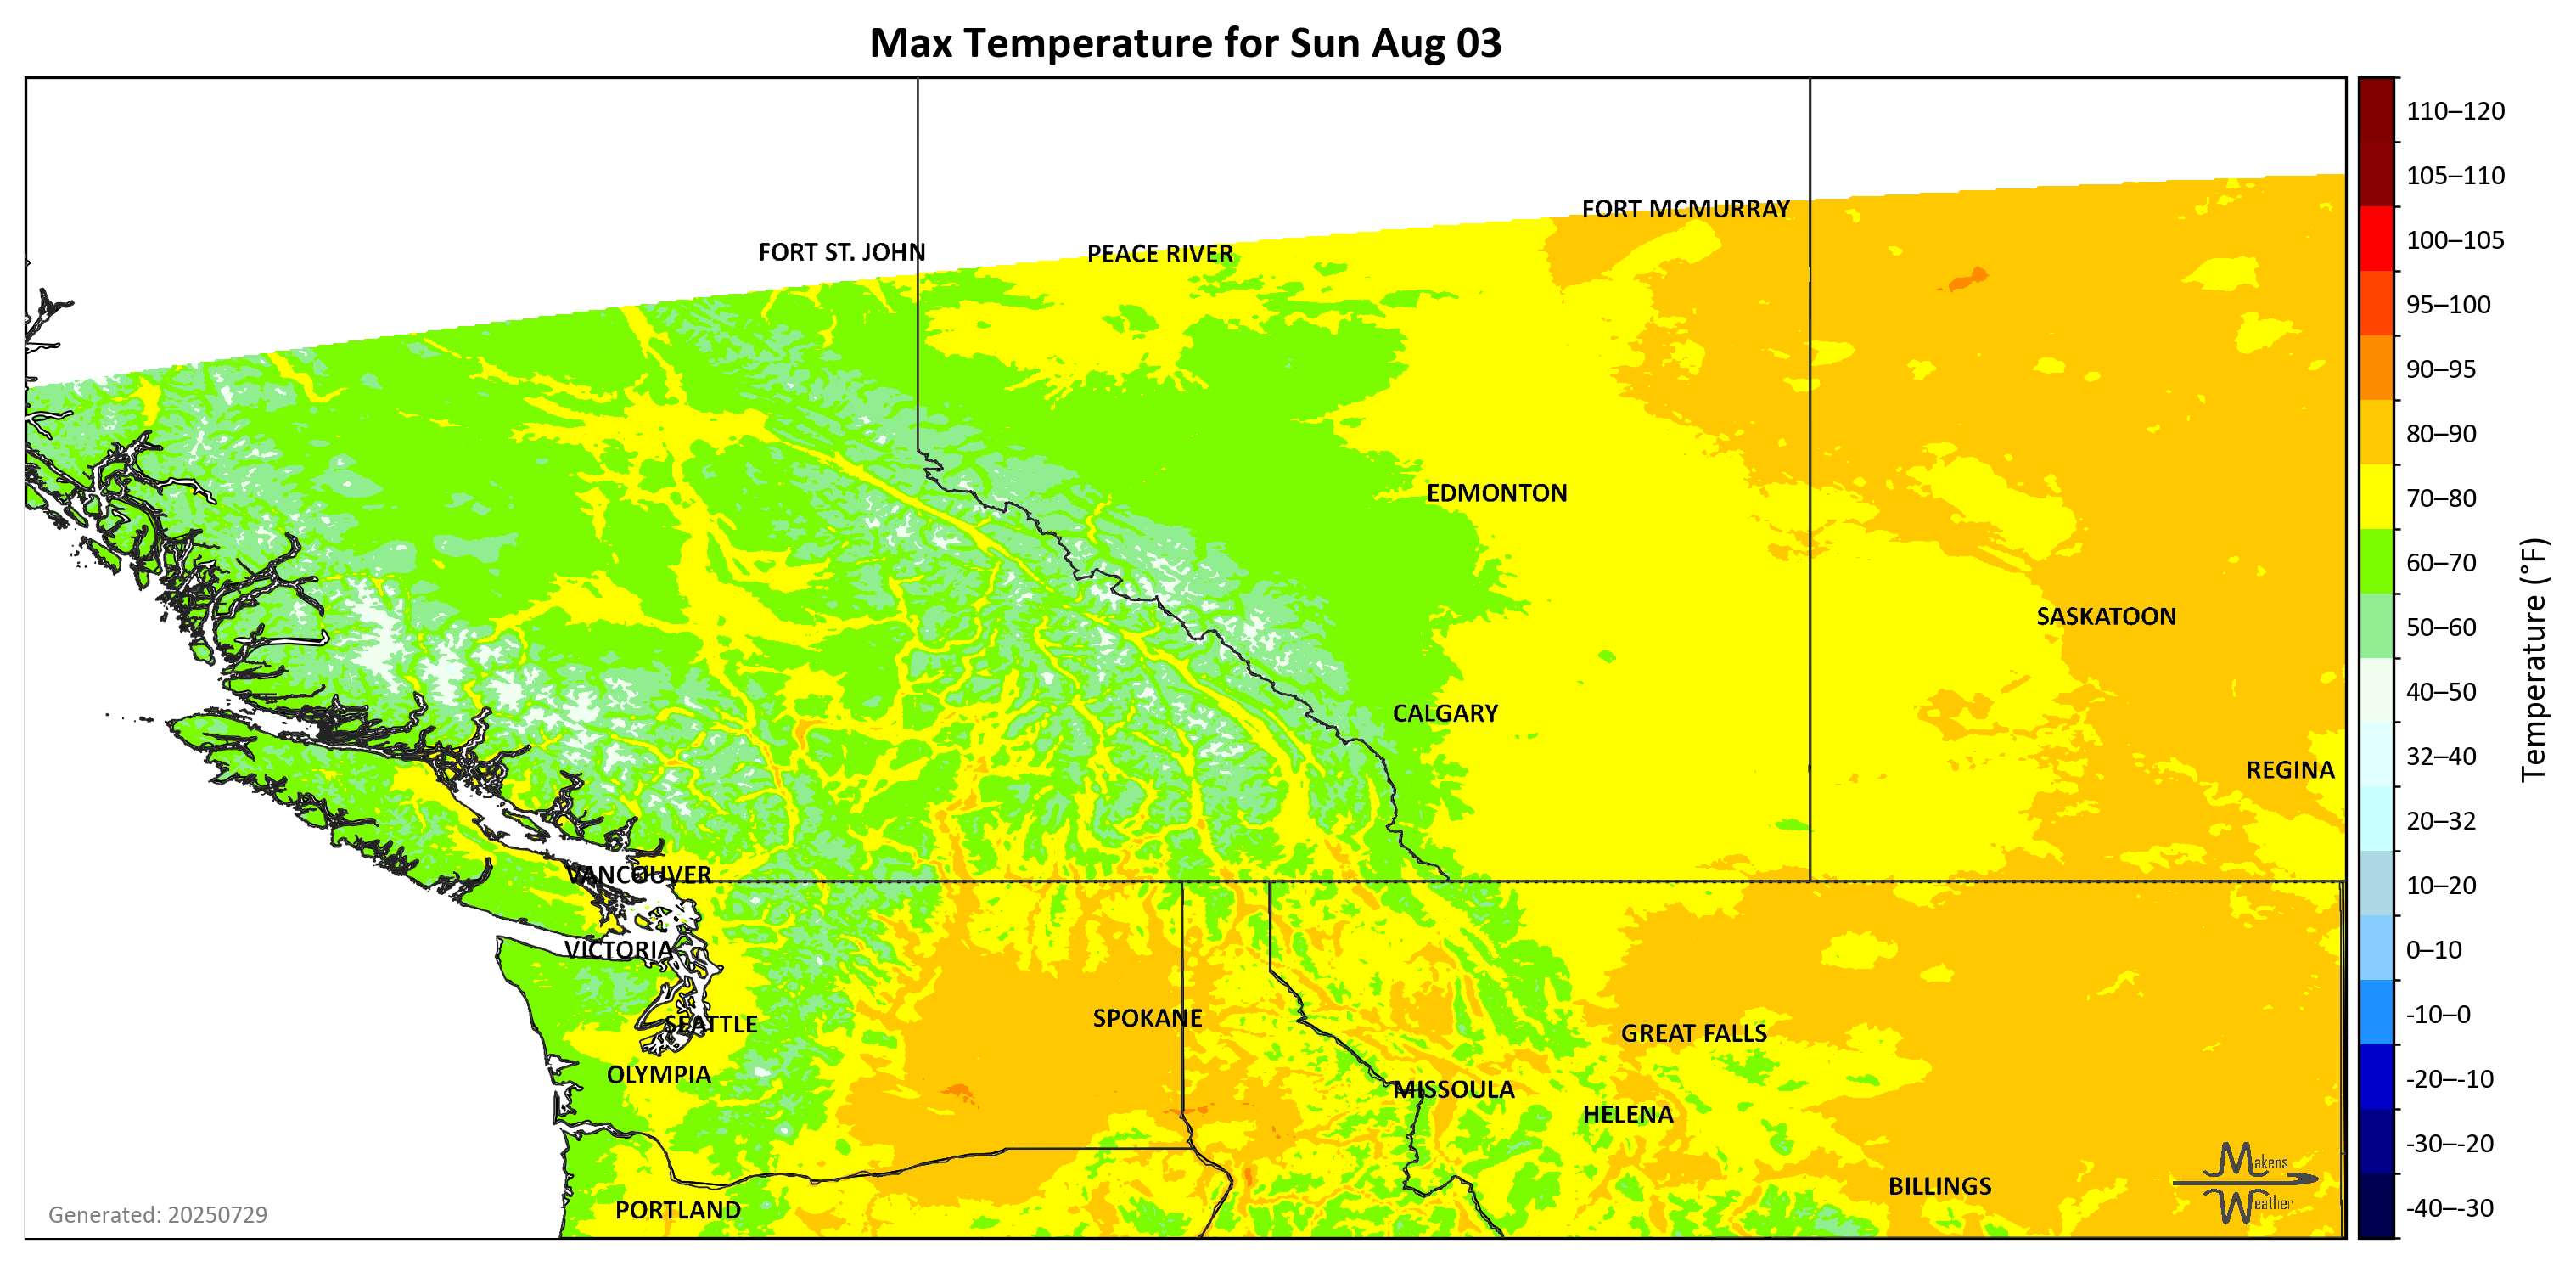 Max Temperature for Sun Aug 03
FORT MCMURRAY
FORT ST. JOHN
PEACE RIVER
EDMONTON
SASKATOON
CALGARY
REGINA
VANCOUVER
VICTORIA
SEATTLE
SPOKANE
GREAT FALLS
OLYMPIA
MISSOULA
HELENA
BILLINGS
PORTLAND
Generated: 20250729
Makens
Weather
110–120
105–110
100–105
95–100
90–95
80–90
70–80
60–70
50–60
40–50
32–40
20–32
10–20
0–10
-10–0
-20–-10
-30–-20
-40–-30
Temperature (°F)